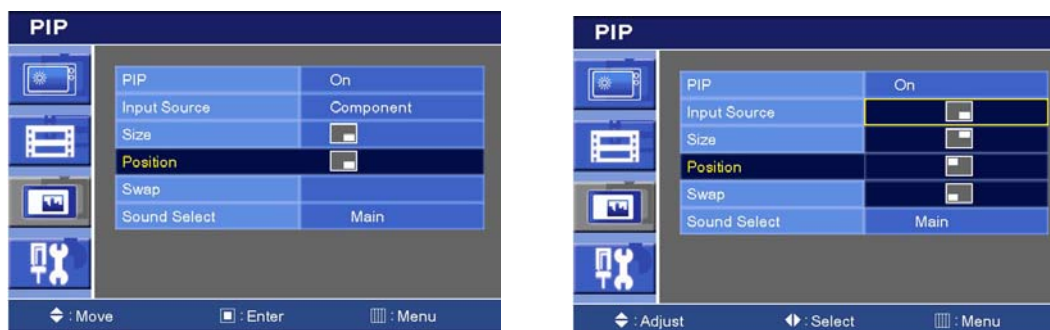 PIP
PIP On
Input Source Component
Size
Position
Swap
Sound Select Main
: Move : Enter : Menu
PIP
PIP On
Input Source
Size
Position
Swap
Sound Select Main
: Adjust : Select : Menu